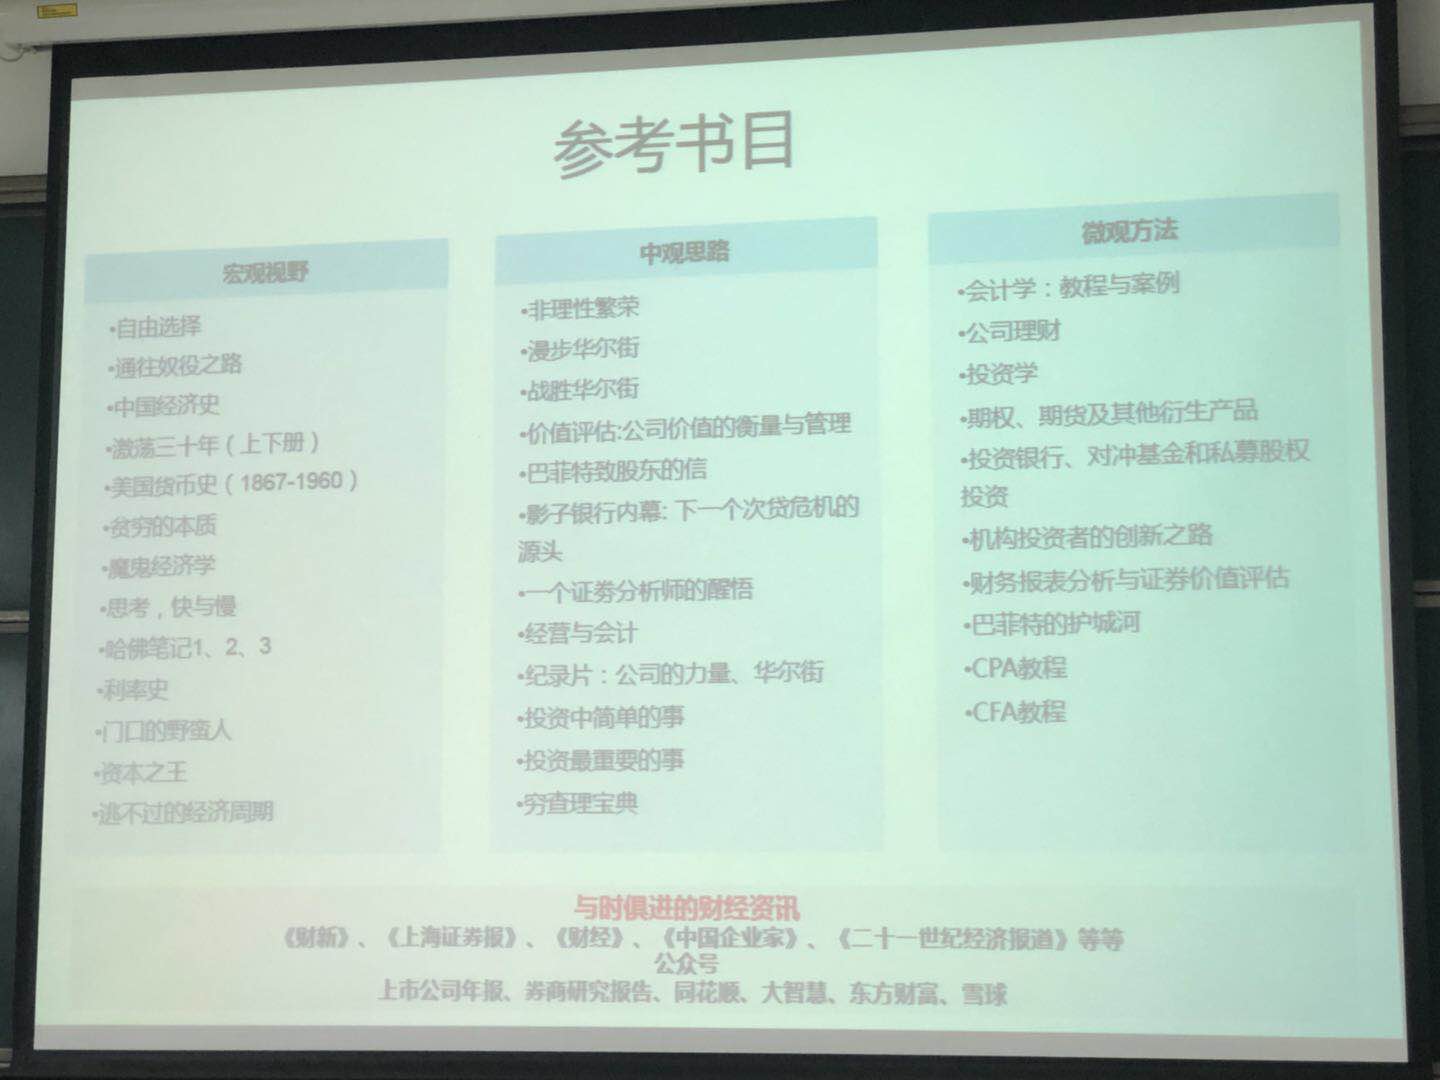 参考书目
宏观视野
•自由选择
•通往奴役之路
•中国经济史
•激荡三十年（上下册）
•美国货币史（1867-1960）
•贫穷的本质
•魔鬼经济学
•思考，快与慢
•哈佛笔记1、2、3
•利率史
•门口的野蛮人
•资本之王
•逃不过的经济周期
中观思路
•非理性繁荣
•漫步华尔街
•战胜华尔街
•价值评估:公司价值的衡量与管理
•巴菲特致股东的信
•影子银行内幕: 下一个次贷危机的
源头
•一个证券分析师的醒悟
•经营与会计
•纪录片：公司的力量、华尔街
•投资中简单的事
•投资最重要的事
•穷查理宝典
微观方法
•会计学：教程与案例
•公司理财
•投资学
•期权、期货及其他衍生产品
•投资银行、对冲基金和私募股权
投资
•机构投资者的创新之路
•财务报表分析与证券价值评估
•巴菲特的护城河
•CPA教程
•CFA教程
与时俱进的财经资讯
《财新》、《上海证券报》、《财经》、《中国企业家》、《二十一世纪经济报道》等等
公众号
上市公司年报、券商研究报告、同花顺、大智慧、东方财富、雪球